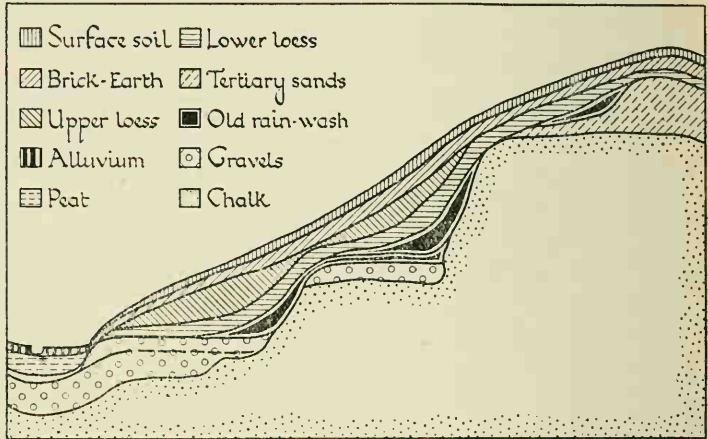 Surface soil
Lower loess
Brick-Earth
Tertiary sands
Upper loess
Old rain-wash
Alluvium
Gravels
Peat
Chalk